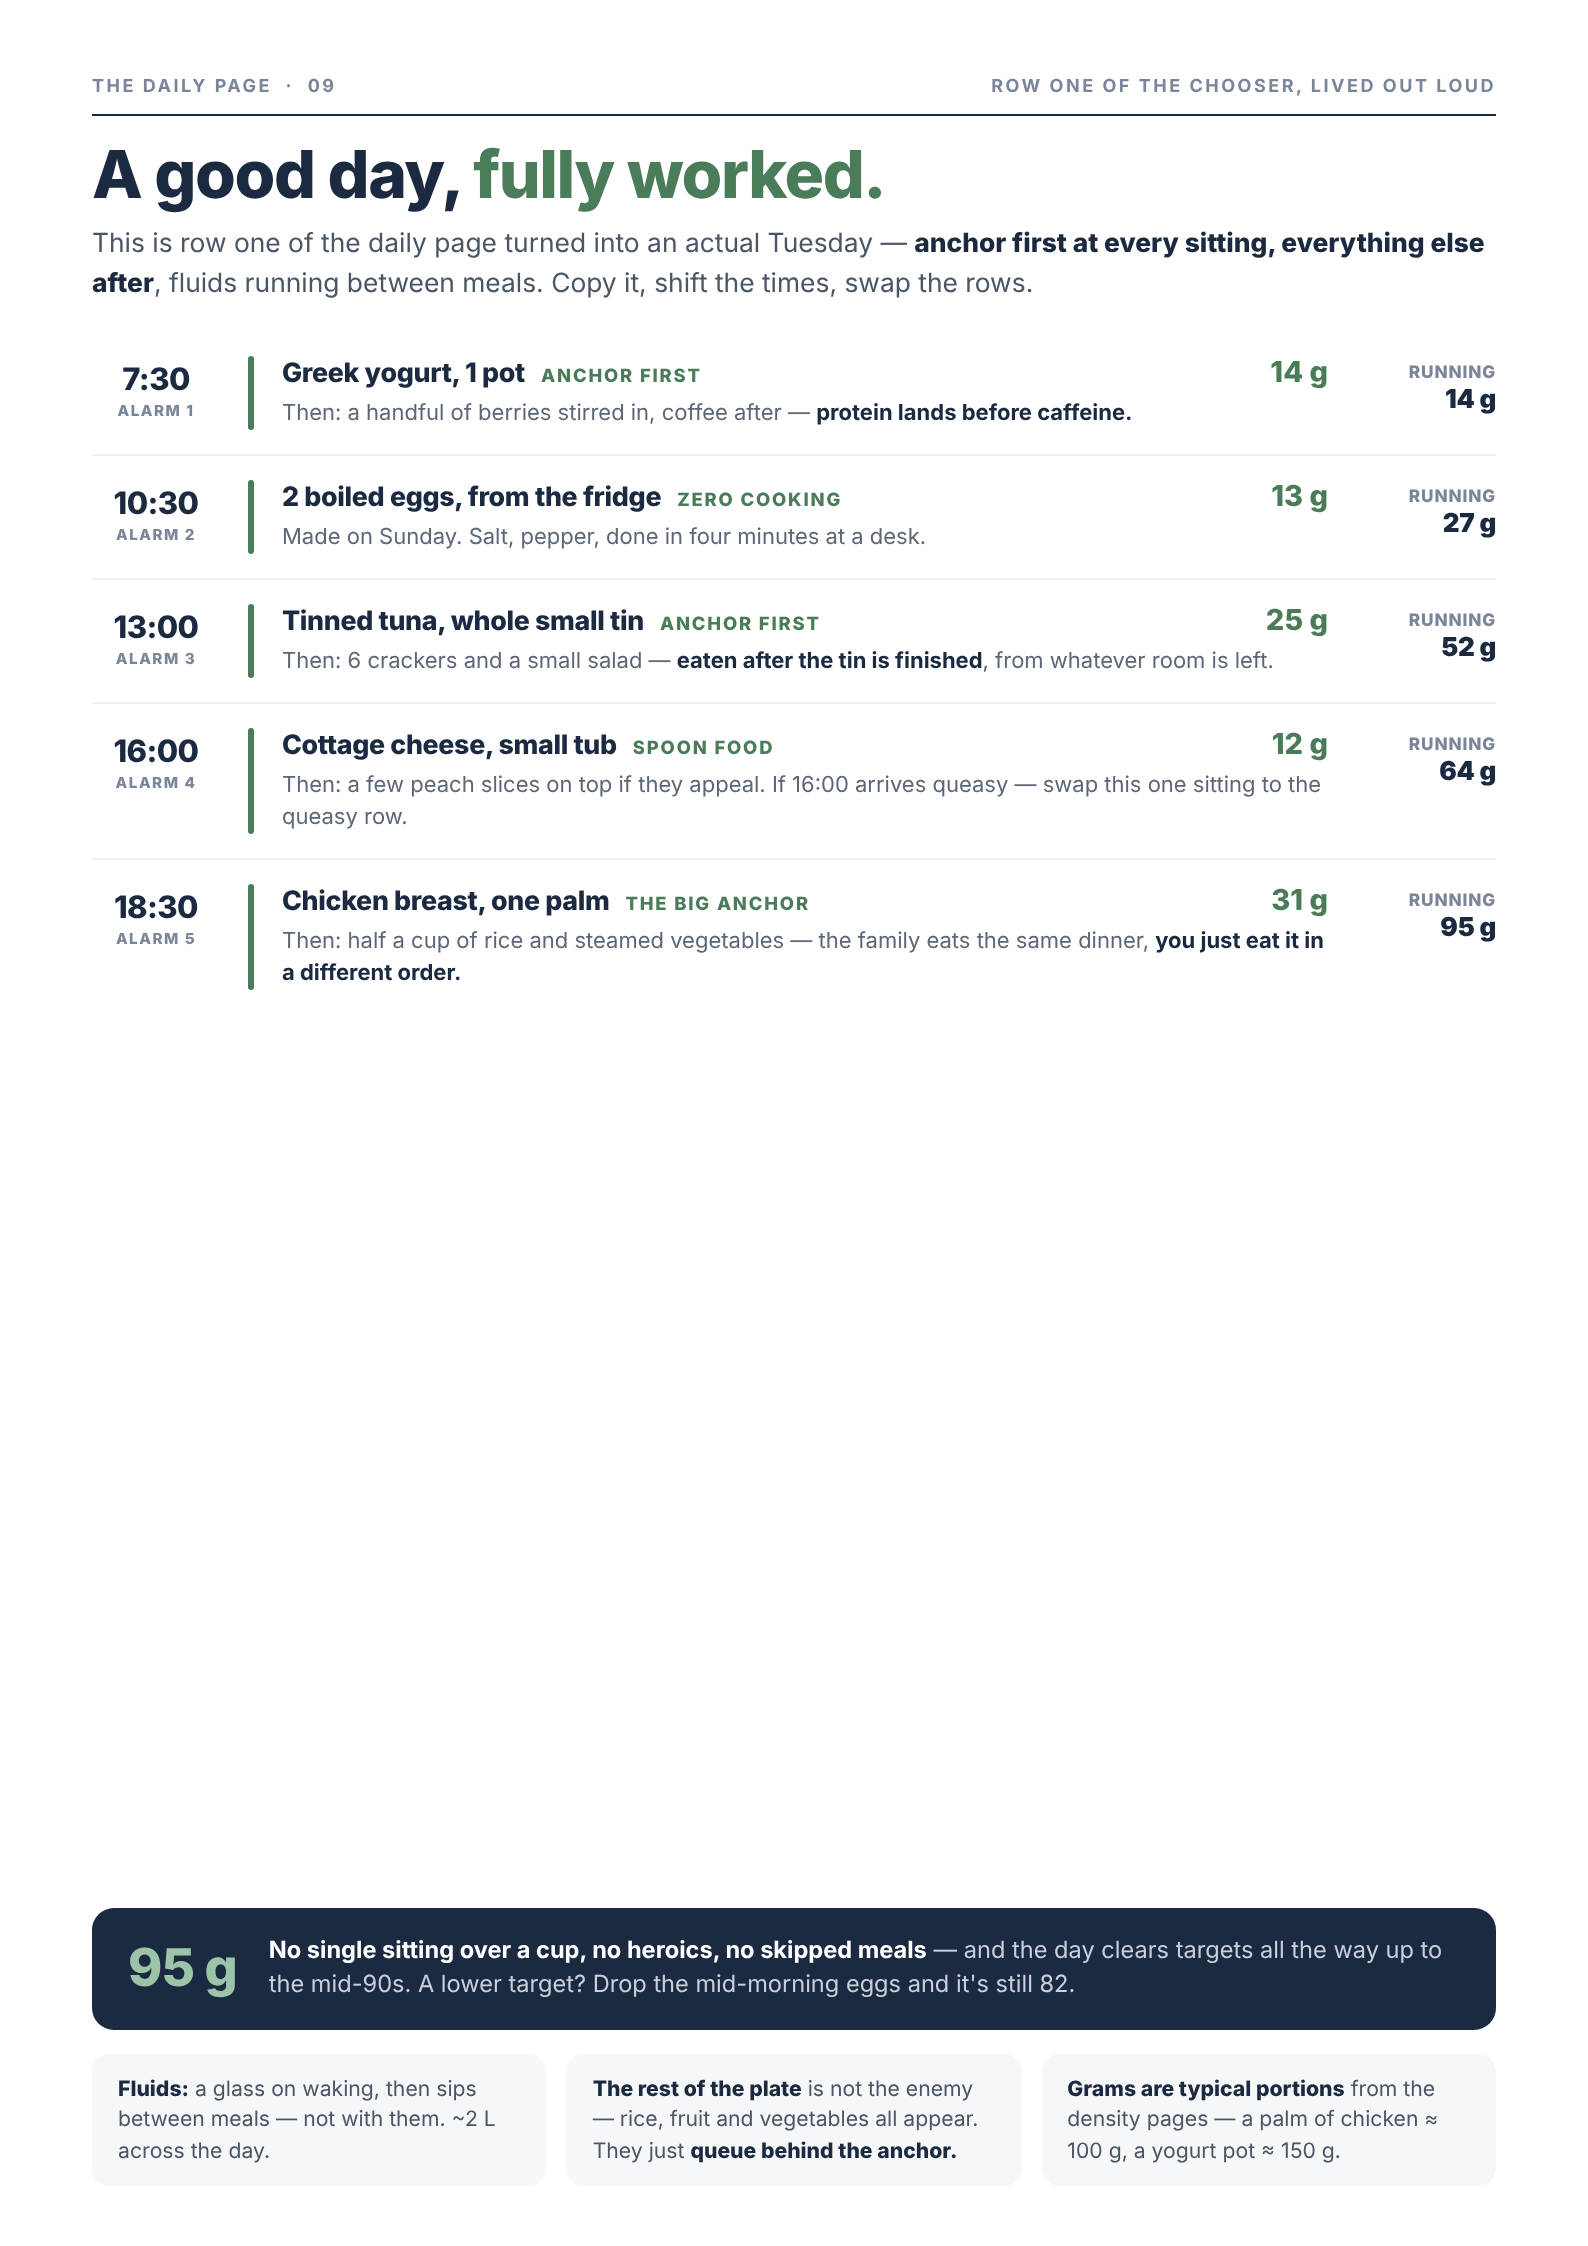 THE DAILY PAGE · 09
ROW ONE OF THE CHOOSER, LIVED OUT LOUD
A good day, fully worked.
This is row one of the daily page turned into an actual Tuesday — anchor first at every sitting, everything else
after, fluids running between meals. Copy it, shift the times, swap the rows.
7:30
ALARM 1
Greek yogurt, 1 pot ANCHOR FIRST
Then: a handful of berries stirred in, coffee after — protein lands before caffeine.
14 g
RUNNING
14 g
10:30
ALARM 2
2 boiled eggs, from the fridge ZERO COOKING
Made on Sunday. Salt, pepper, done in four minutes at a desk.
13 g
RUNNING
27 g
13:00
ALARM 3
Tinned tuna, whole small tin ANCHOR FIRST
Then: 6 crackers and a small salad — eaten after the tin is finished, from whatever room is left.
25 g
RUNNING
52 g
16:00
ALARM 4
Cottage cheese, small tub SPOON FOOD
Then: a few peach slices on top if they appeal. If 16:00 arrives queasy — swap this one sitting to the
queasy row.
12 g
RUNNING
64 g
18:30
ALARM 5
Chicken breast, one palm THE BIG ANCHOR
Then: half a cup of rice and steamed vegetables — the family eats the same dinner, you just eat it in
a different order.
31 g
RUNNING
95 g
95 g
No single sitting over a cup, no heroics, no skipped meals — and the day clears targets all the way up to
the mid-90s. A lower target? Drop the mid-morning eggs and it's still 82.
Fluids: a glass on waking, then sips
between meals — not with them. ~2 L
across the day.
The rest of the plate is not the enemy
— rice, fruit and vegetables all appear.
They just queue behind the anchor.
Grams are typical portions from the
density pages — a palm of chicken ≈
100 g, a yogurt pot ≈ 150 g.